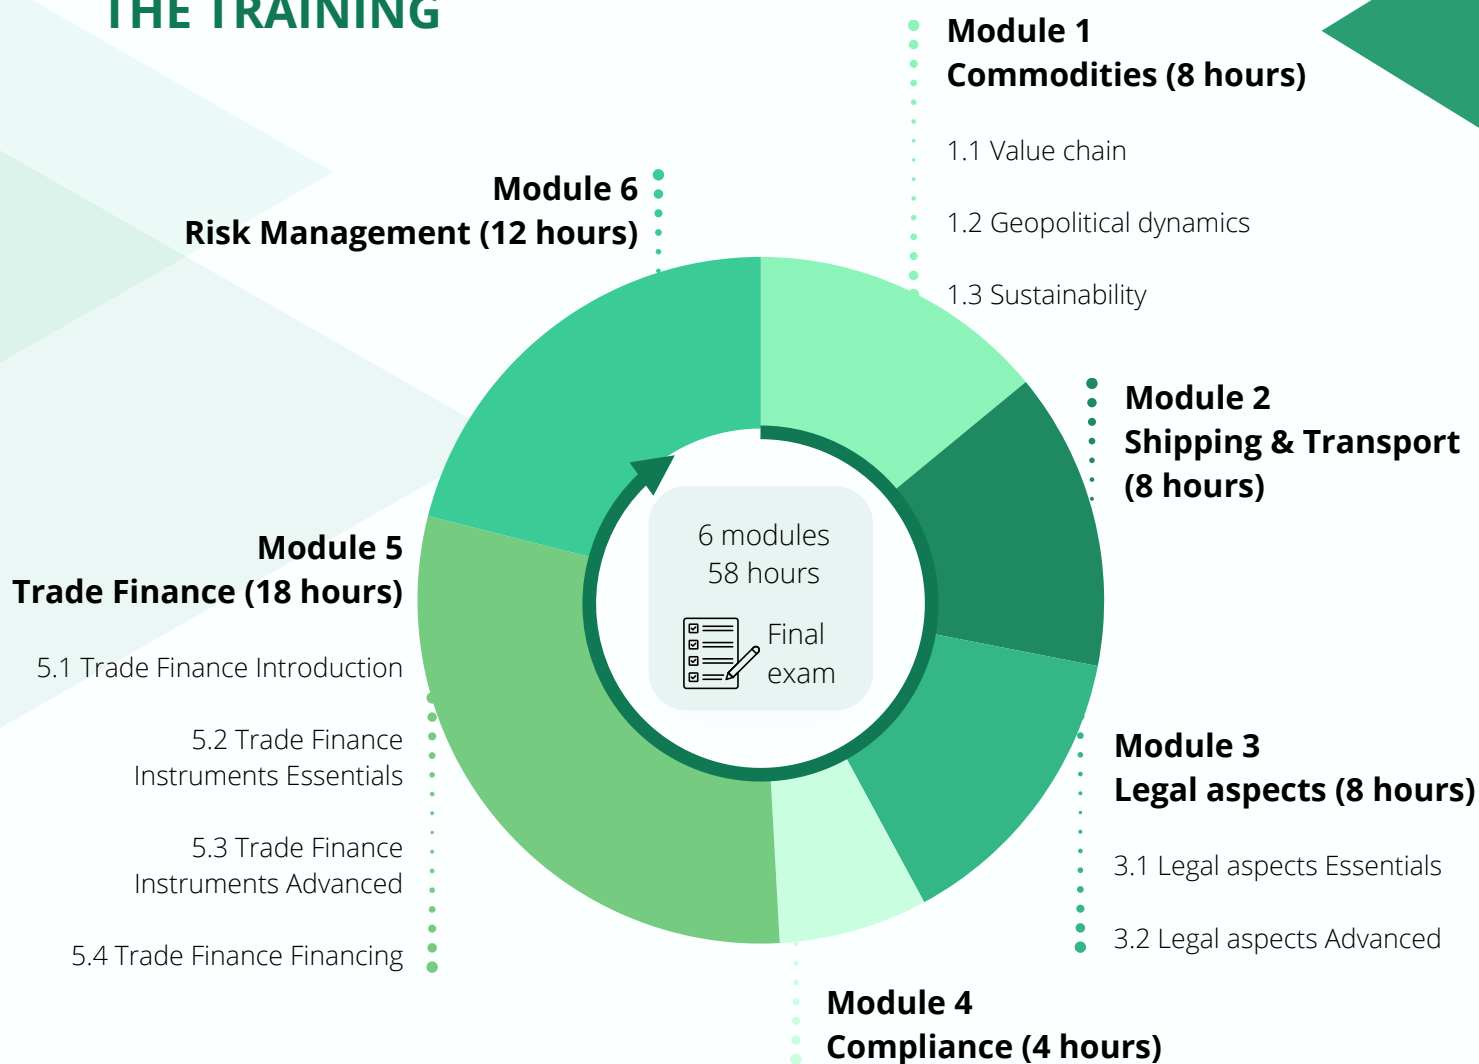 THE TRAINING
Module 1
Commodities (8 hours)
1.1 Value chain
1.2 Geopolitical dynamics
1.3 Sustainability
Module 2
Shipping & Transport
(8 hours)
Module 3
Legal aspects (8 hours)
3.1 Legal aspects Essentials
3.2 Legal aspects Advanced
Module 4
Compliance (4 hours)
Module 5
Trade Finance (18 hours)
5.1 Trade Finance Introduction
5.2 Trade Finance
Instruments Essentials
5.3 Trade Finance
Instruments Advanced
5.4 Trade Finance Financing
Module 6
Risk Management (12 hours)
6 modules
58 hours
Final
exam